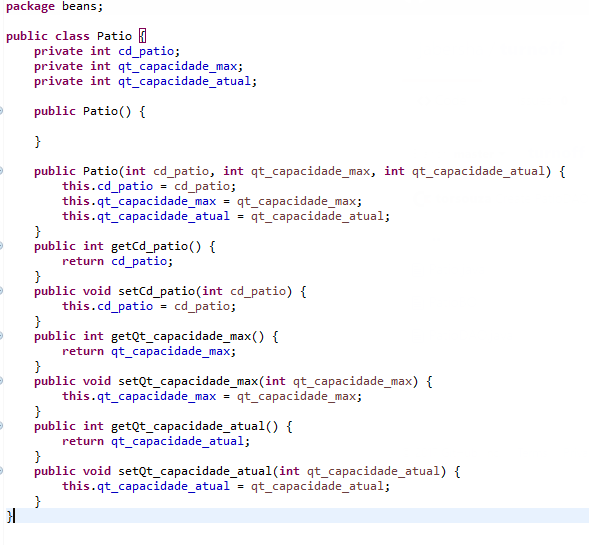 package beans;
public class Patio {
private int cd_patio;
private int qt_capacidade_max;
private int qt_capacidade_atual;
public Patio() {
}
public Patio(int cd_patio, int qt_capacidade_max, int qt_capacidade_atual) {
this.cd_patio = cd_patio;
this.qt_capacidade_max = qt_capacidade_max;
this.qt_capacidade_atual = qt_capacidade_atual;
}
public int getCd_patio() {
return cd_patio;
}
public void setCd_patio(int cd_patio) {
this.cd_patio = cd_patio;
}
public int getQt_capacidade_max() {
return qt_capacidade_max;
}
public void setQt_capacidade_max(int qt_capacidade_max) {
this.qt_capacidade_max = qt_capacidade_max;
}
public int getQt_capacidade_atual() {
return qt_capacidade_atual;
}
public void setQt_capacidade_atual(int qt_capacidade_atual) {
this.qt_capacidade_atual = qt_capacidade_atual;
}
}